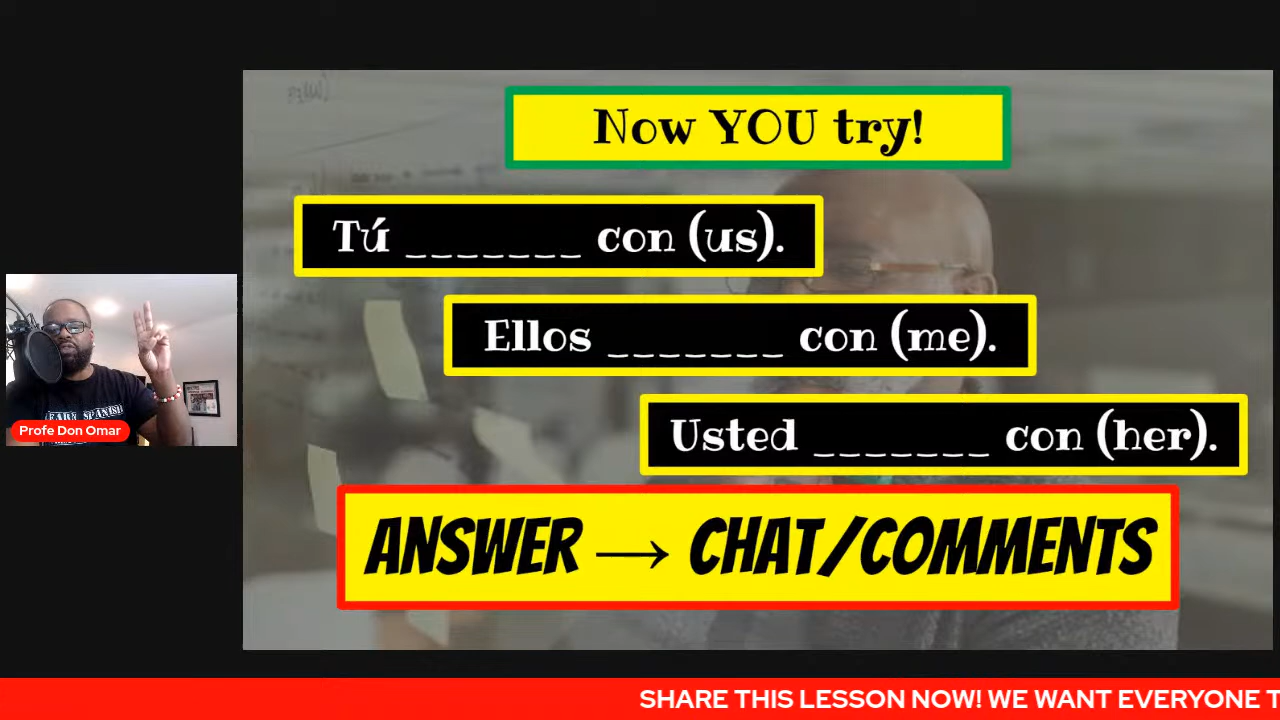 Now YOU try!
Tú _______ con (us).
Ellos _______ con (me).
Usted _______ con (her).
ANSWER → CHAT/COMMENTS
Profe Don Omar
SHARE THIS LESSON NOW! WE WANT EVERYONE T